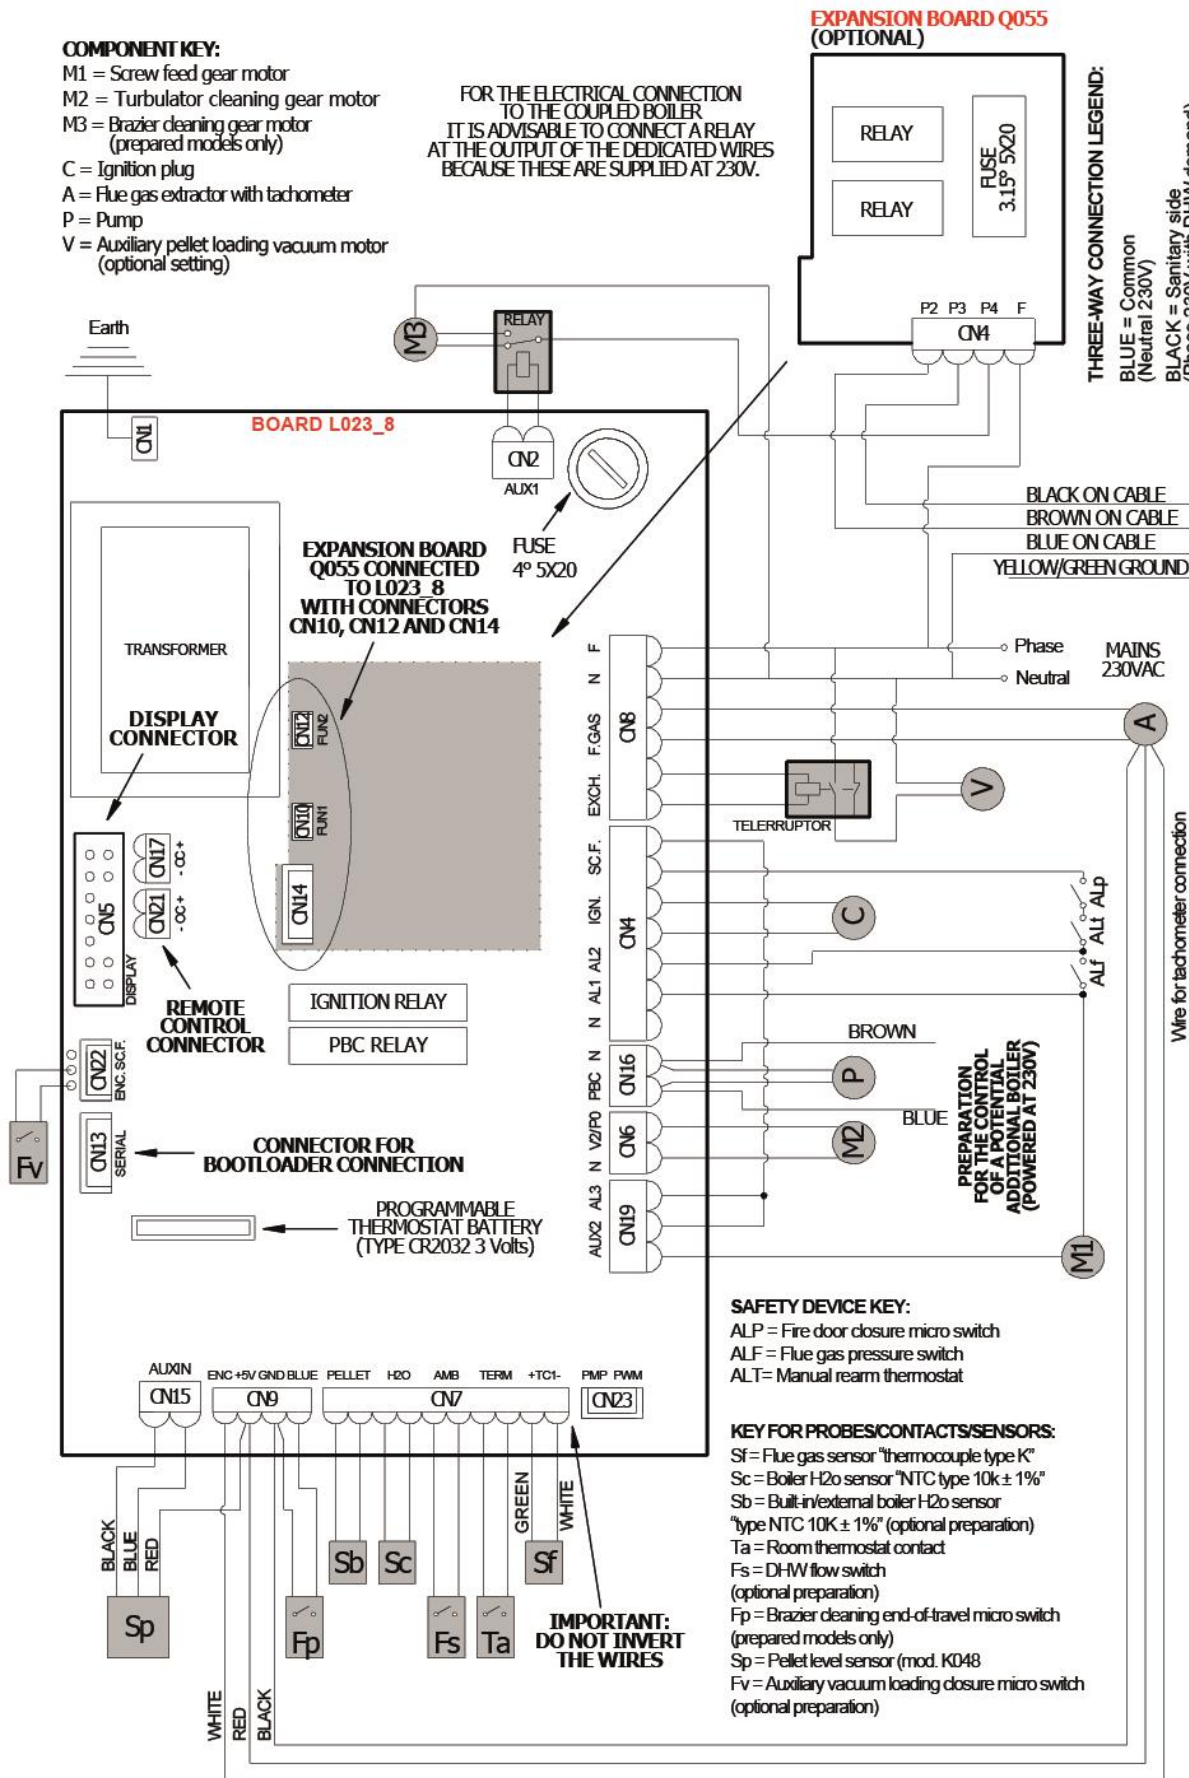 EXPANSION BOARD Q055
(OPTIONAL)
COMPONENT KEY:
M1 = Screw feed gear motor
M2 = Turbulator cleaning gear motor
M3 = Brazier cleaning gear motor
(prepared models only)
C = Ignition plug
A = Flue gas extractor with tachometer
P = Pump
V = Auxiliary pellet loading vacuum motor
(optional setting)
FOR THE ELECTRICAL CONNECTION
TO THE COUPLED BOILER
IT IS ADVISABLE TO CONNECT A RELAY
AT THE OUTPUT OF THE DEDICATED WIRES
BECAUSE THESE ARE SUPPLIED AT 230V.
RELAY
RELAY
FUSE
3.15º 5X20
P2 P3 P4 F
CN4
THREE-WAY CONNECTION LEGEND:
BLUE = Common
(Neutral 230V)
BLACK = Sanitary side
Earth
M3
RELAY
CN1
BOARD L023_8
CN2
AUX1
FUSE
4º 5X20
BLACK ON CABLE
BROWN ON CABLE
BLUE ON CABLE
YELLOW/GREEN GROUND
EXPANSION BOARD
Q055 CONNECTED
TO L023_8
WITH CONNECTORS
CN10, CN12 AND CN14
TRANSFORMER
DISPLAY
CONNECTOR
CN12
FUN2
CN10
FUN1
CN14
F
N
F.GAS
EXCH.
CN8
Phase
Neutral
MAINS
230VAC
A
V
TELERRUPTOR
CN5
DISPLAY
CN17
- OC +
CN21
- OC +
REMOTE
CONTROL
CONNECTOR
SC.F.
IGN.
AL2
AL1
N
CN4
C
ALp
ALt
ALf
Wire for tachometer connection
IGNITION RELAY
PBC RELAY
CN22
ENC. SC.F.
Fv
CN13
SERIAL
CONNECTOR FOR
BOOTLOADER CONNECTION
PROGRAMMABLE
THERMOSTAT BATTERY
(TYPE CR2032 3 Volts)
N
PBC
CN16
BROWN
P
BLUE
V2/P0
N
CN6
M2
PREPARATION
FOR THE CONTROL
OF A POTENTIAL
ADDITIONAL BOILER
(POWERED AT 230V)
AL3
AUX2
CN19
M1
SAFETY DEVICE KEY:
ALP = Fire door closure micro switch
ALF = Flue gas pressure switch
ALT= Manual rearm thermostat
AUXIN
CN15
ENC +5V GND BLUE
CN9
PELLET H2O AMB TERM +TC1-
CN7
PMP PWM
CN23
KEY FOR PROBES/CONTACTS/SENSORS:
Sf = Flue gas sensor "thermocouple type K"
Sc = Boiler H2o sensor "NTC type 10k ± 1%"
Sb = Built-in/external boiler H2o sensor
"type NTC 10K ± 1%" (optional preparation)
Ta = Room thermostat contact
Fs = DHW flow switch
(optional preparation)
Fp = Brazier cleaning end-of-travel micro switch
(prepared models only)
Sp = Pellet level sensor (mod. K048
Fv = Auxiliary vacuum loading closure micro switch
(optional preparation)
BLACK
BLUE
RED
GREEN
WHITE
Sp
Fp
Sb
Sc
Fs
Ta
Sf
IMPORTANT:
DO NOT INVERT
THE WIRES
WHITE
RED
BLACK